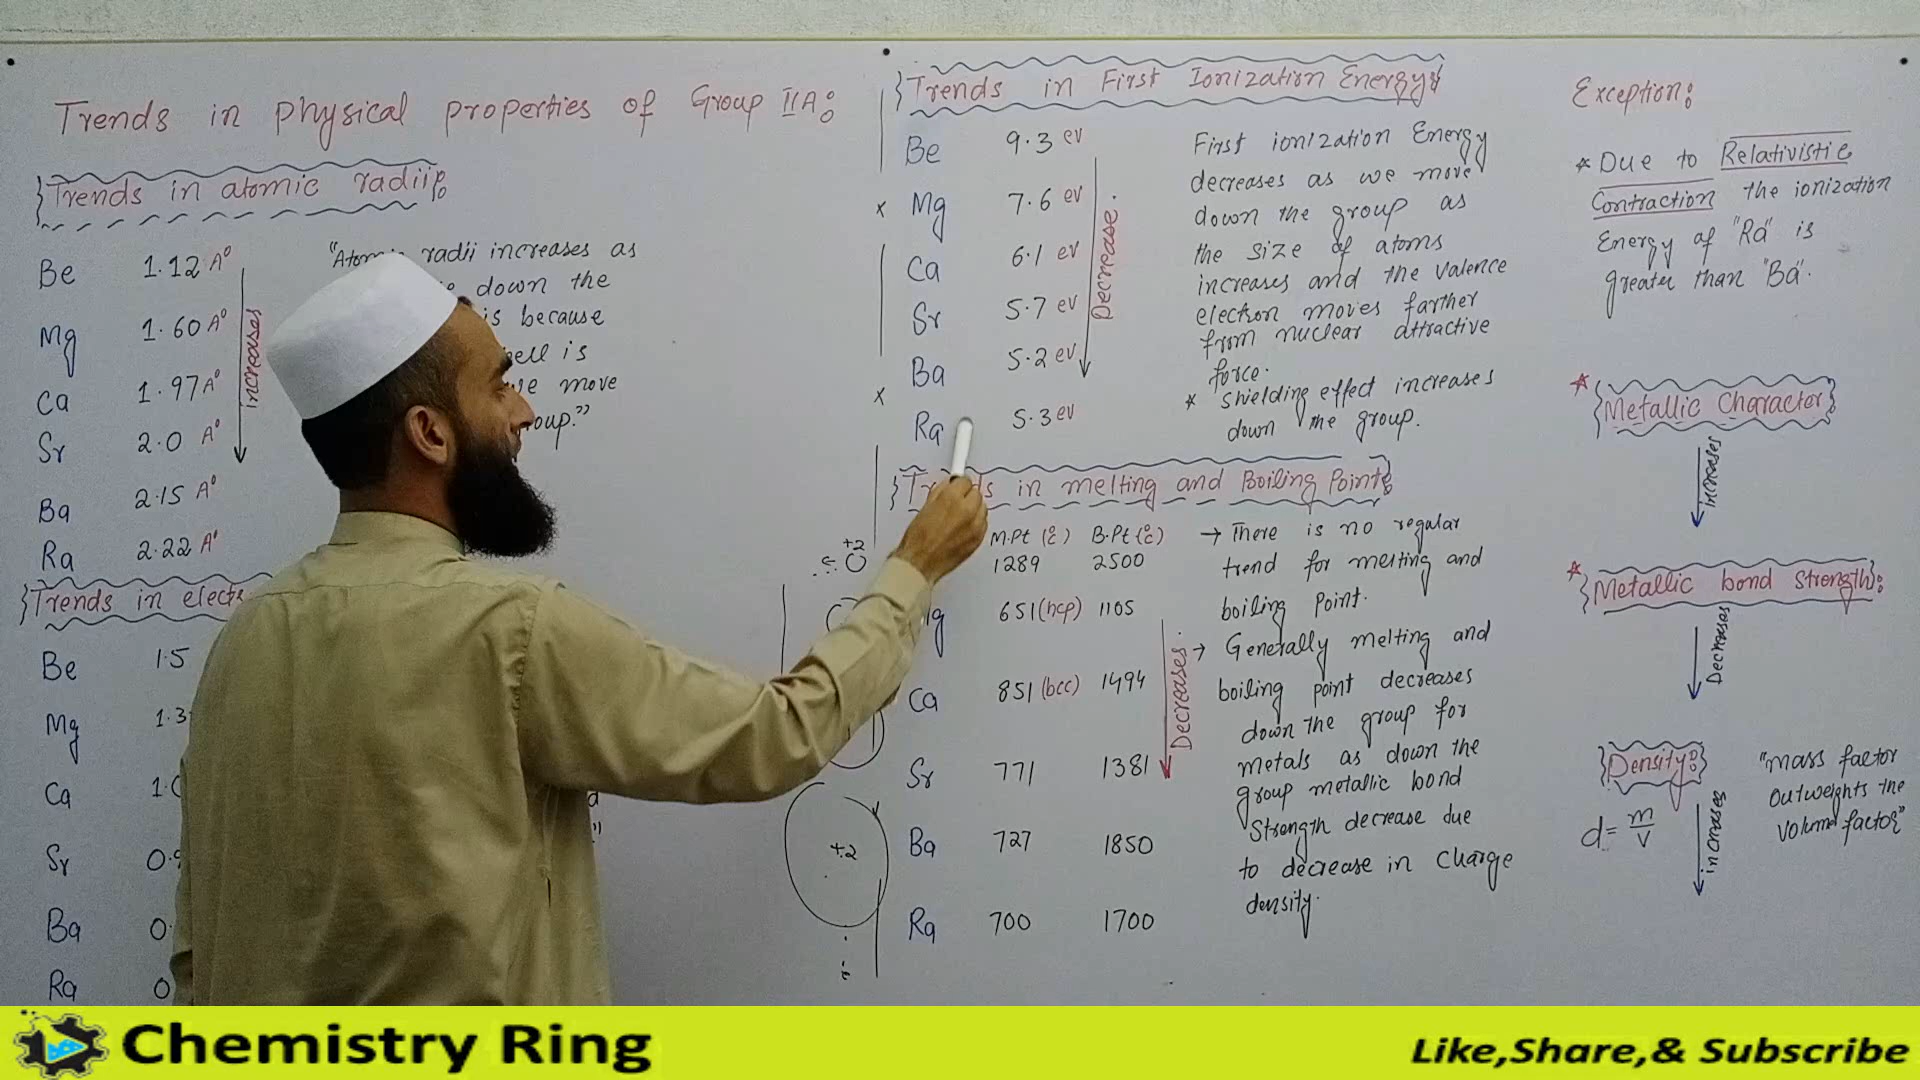 Trends in physical properties of Group IIA:
Trends in atomic radii:
Be 1.12 A°
Mg 1.60 A°
Ca 1.97 A°
Sr 2.0 A°
Ba 2.15 A°
Ra 2.22 A°
increases
radii increases as
down the
is because
is
we move
Trends in
Be 1.5
Mg 1.3
Ca
Sr
Ba
Ra
Trends in First Ionization Energy:
Be 9.3 ev
Mg 7.6 ev
Ca 6.1 ev
Sr 5.7 ev
Ba 5.2 ev
Ra 5.3 ev
Decrease.
First ionization Energy
decreases as we move
down the group as
the size of atoms
increases and the valence
electron moves farther
from nuclear attractive
force.
* Shielding effect increases
down the group.
in melting and Boiling Point:
M.Pt (°C) B.Pt (°C)
1289 2500
651 (hcp) 1105
Ca 851 (bcc) 1494
Sr 771 1381
Ba 727 1850
Ra 700 1700
Decreases.
+2
+2
→ There is no regular
trend for melting and
boiling point.
→ Generally melting and
boiling point decreases
down the group for
metals as down the
group metallic bond
Strength decrease due
to decrease in charge
density.
Exception:
* Due to Relativistic
Contraction the ionization
Energy of "Ra" is
greater than "Ba".
* Metallic Character:
increases
* Metallic bond strength:
Decreases
Density:
d = m/v
increases
"mass factor
outweights the
volume factor"
Chemistry Ring
Like,Share,& Subscribe